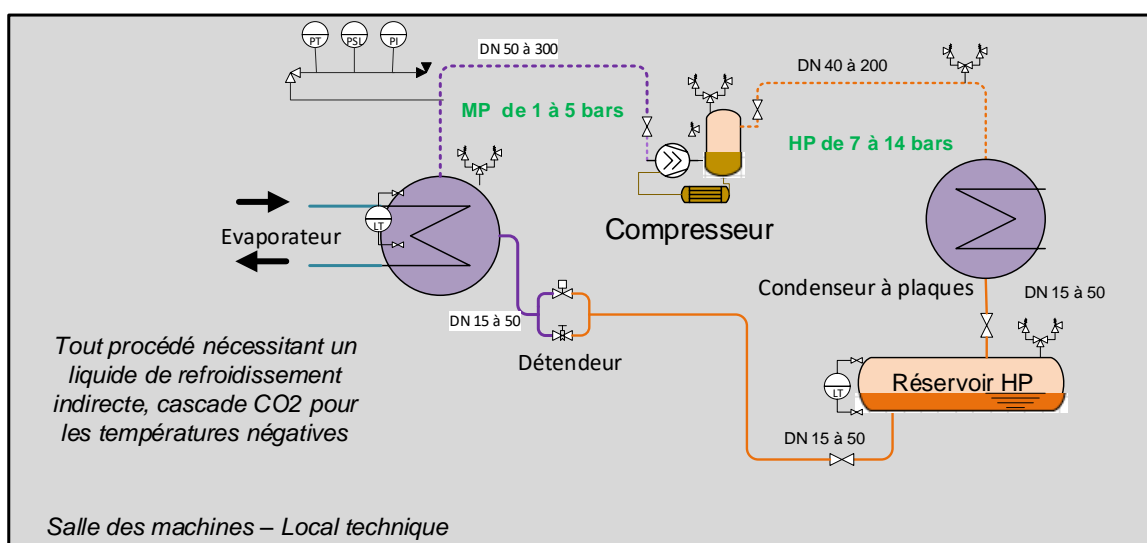 PT PSL PI
DN 50 à 300
DN 40 à 200
MP de 1 à 5 bars
HP de 7 à 14 bars
LT
Evaporateur
Compresseur
Condenseur à plaques
DN 15 à 50
DN 15 à 50
Détendeur
Tout procédé nécessitant un
liquide de refroidissement
indirecte, cascade CO2 pour
les températures négatives
LT
Réservoir HP
DN 15 à 50
Salle des machines – Local technique